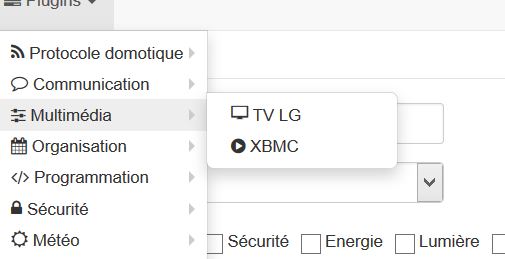 Plugins
Protocole domotique
Communication
Multimédia
TV LG
XBMC
Organisation
Programmation
Sécurité
Météo
Sécurité Energie Lumière